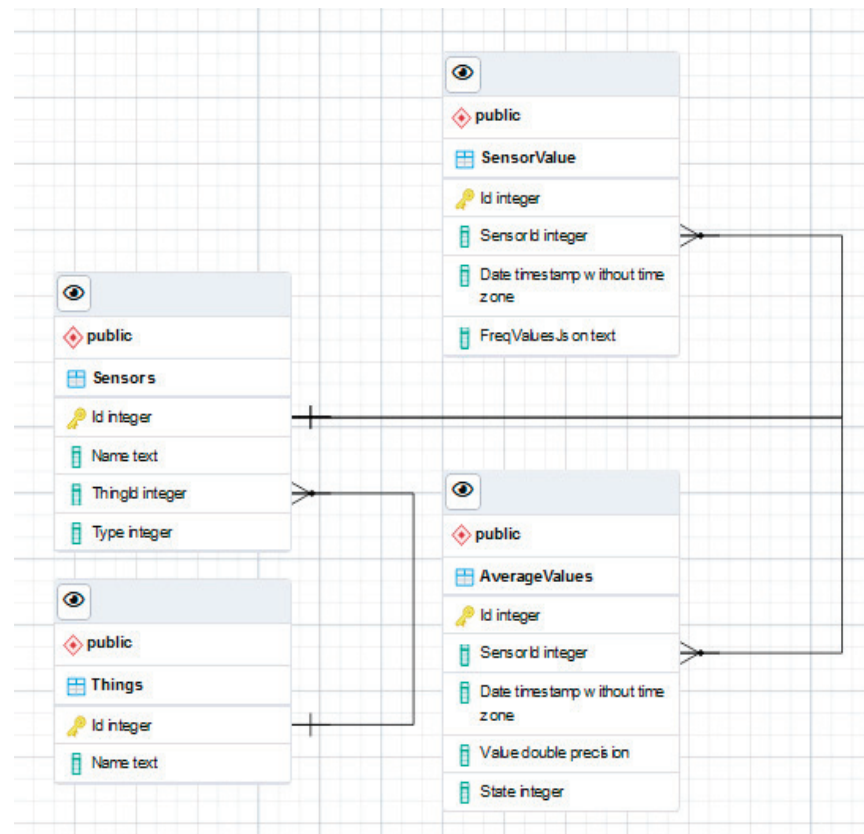 public
SensorValue
Id integer
SensorId integer
Date timestamp without time
zone
FreqValuesJson text
public
Sensors
Id integer
Name text
ThingId integer
Type integer
public
Things
Id integer
Name text
public
AverageValues
Id integer
SensorId integer
Date timestamp without time
zone
Value double precision
State integer